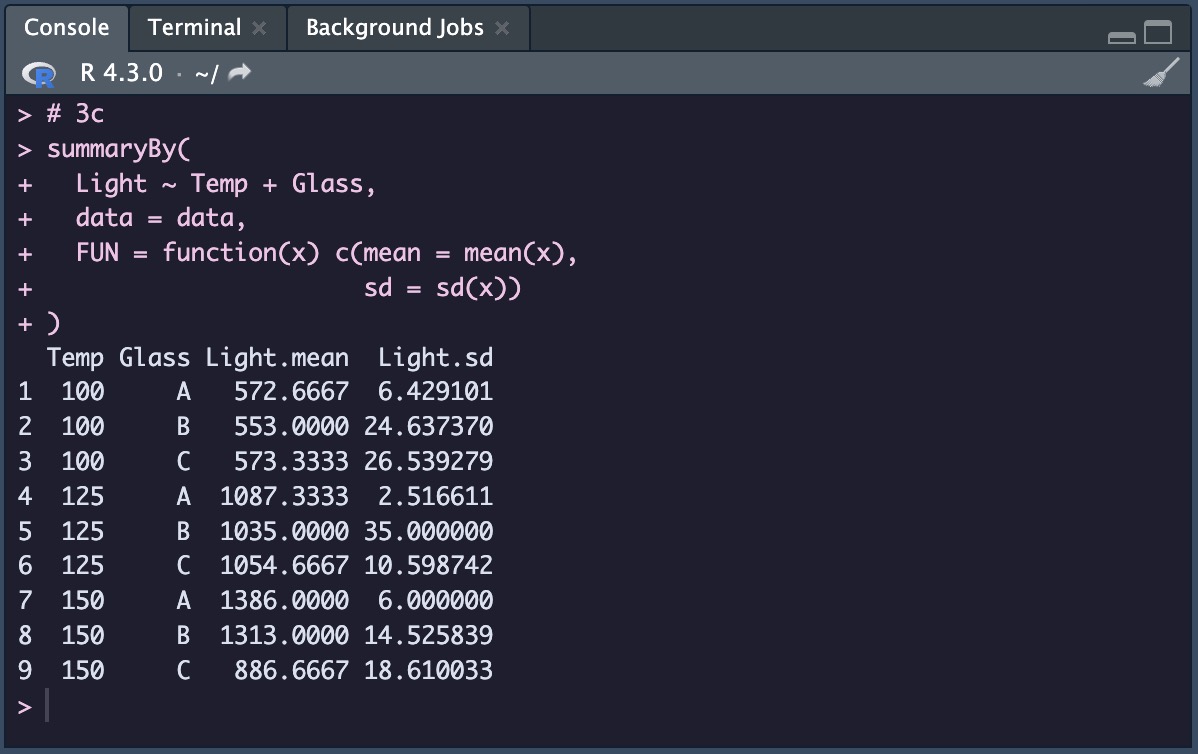 Console Terminal × Background Jobs ×
R R 4.3.0 · ~/
> # 3c
> summaryBy(
+   Light ~ Temp + Glass,
+   data = data,
+   FUN = function(x) c(mean = mean(x),
+                       sd = sd(x))
+ )
  Temp Glass Light.mean  Light.sd
1  100     A   572.6667  6.429101
2  100     B   553.0000 24.637370
3  100     C   573.3333 26.539279
4  125     A  1087.3333  2.516611
5  125     B  1035.0000 35.000000
6  125     C  1054.6667 10.598742
7  150     A  1386.0000  6.000000
8  150     B  1313.0000 14.525839
9  150     C   886.6667 18.610033
>